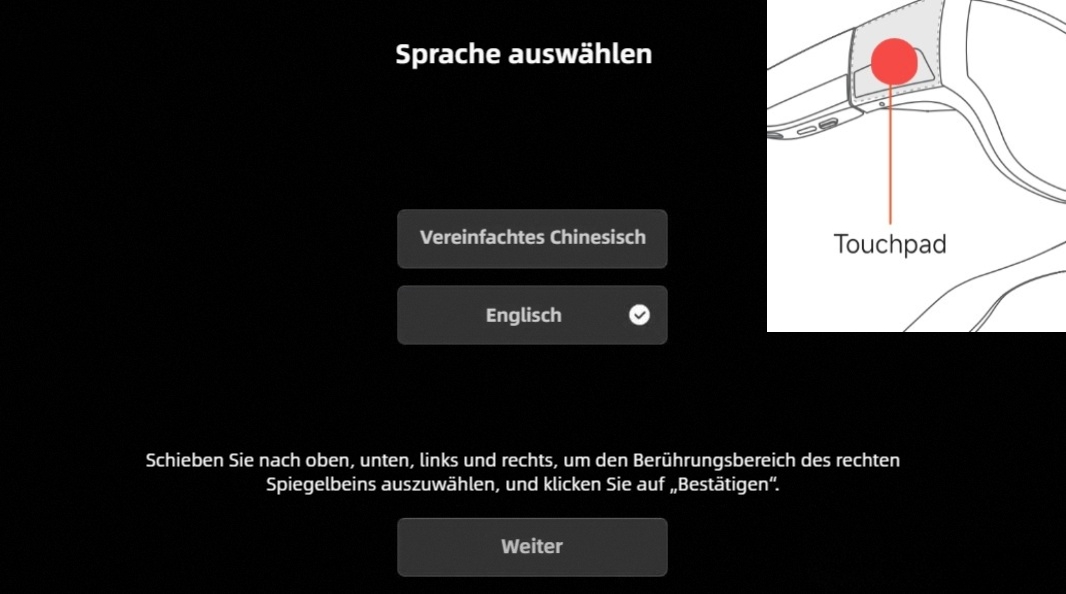 Sprache auswählen
Vereinfachtes Chinesisch
Englisch
Touchpad
Schieben Sie nach oben, unten, links und rechts, um den Berührungsbereich des rechten
Spiegelbeins auszuwählen, und klicken Sie auf „Bestätigen“.
Weiter